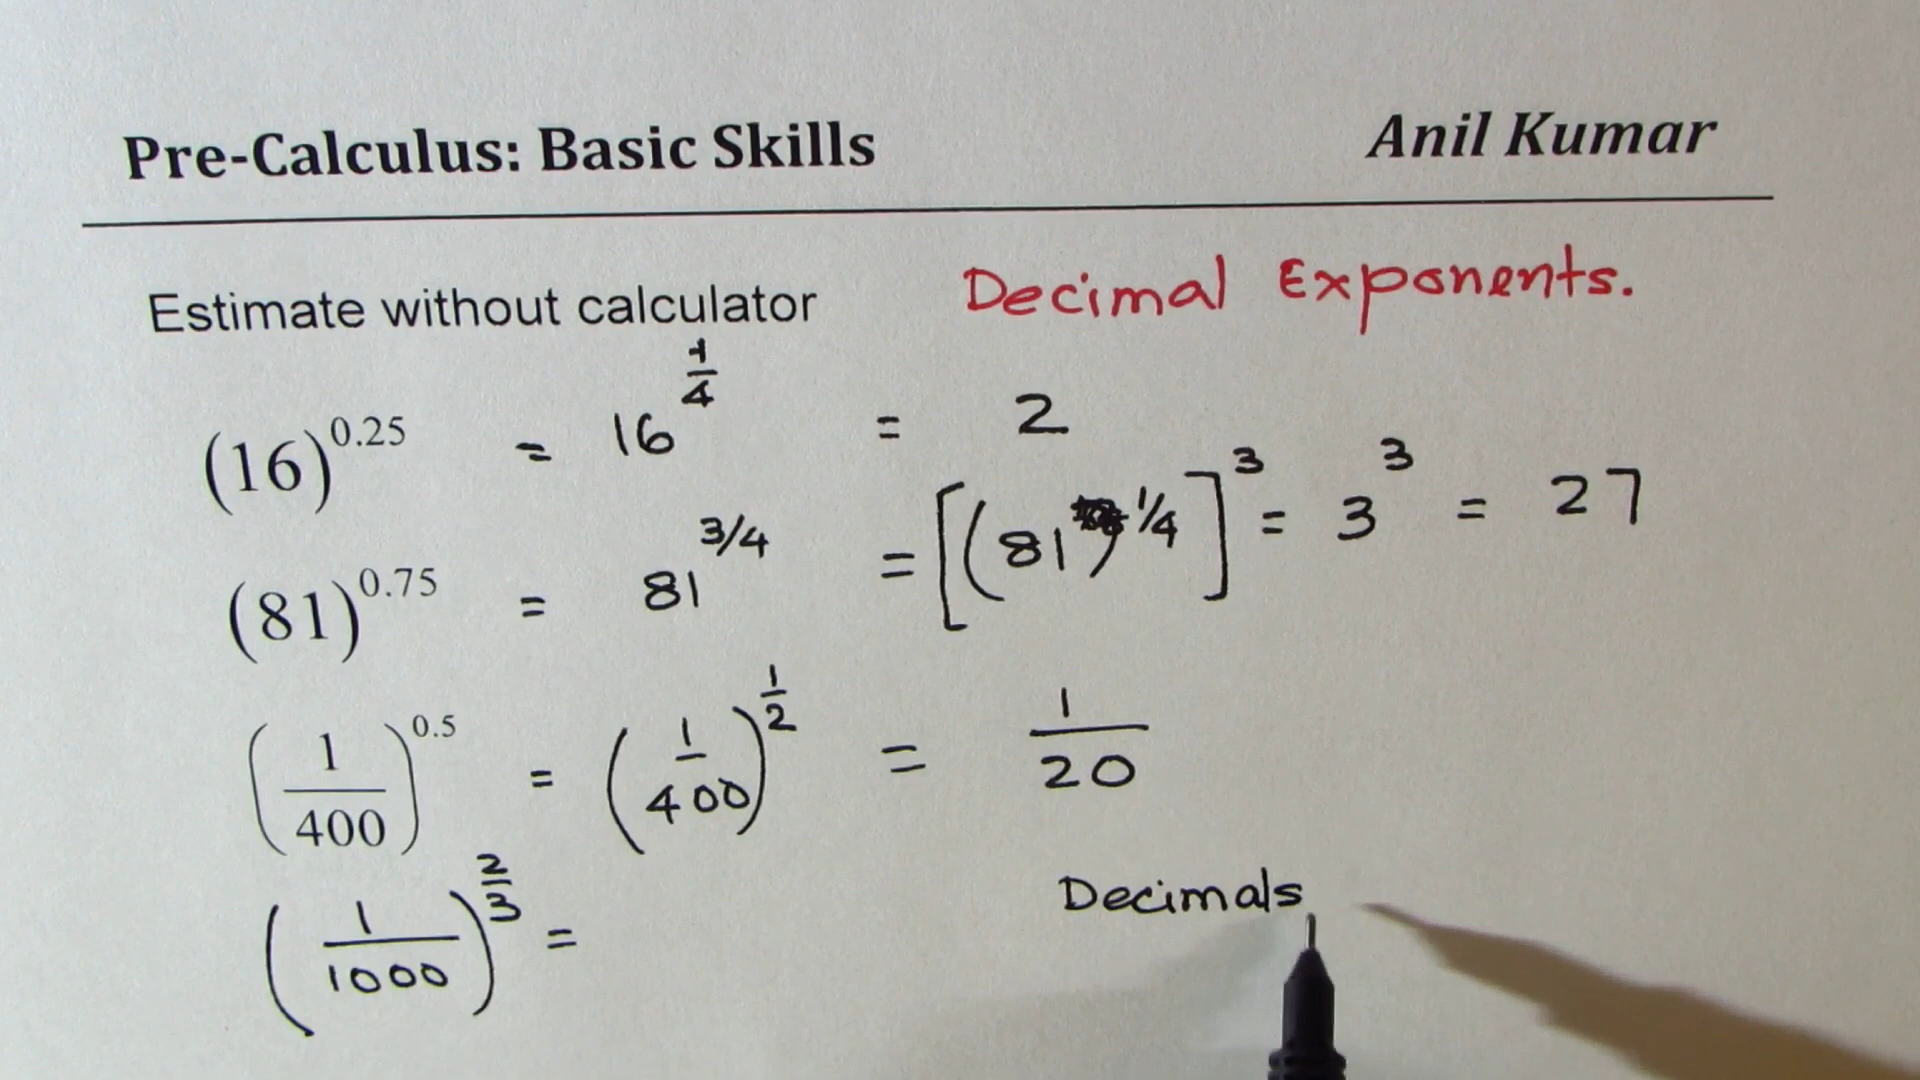 Pre-Calculus: Basic Skills Anil Kumar
Estimate without calculator Decimal Exponents.
(16)^0.25 = 16^(1/4) = 2
(81)^0.75 = 81^3/4 = [(81)^1/4]^3 = 3^3 = 27
(1/400)^0.5 = (1/400)^(1/2) = 1/20
(1/1000)^(2/3) = Decimals